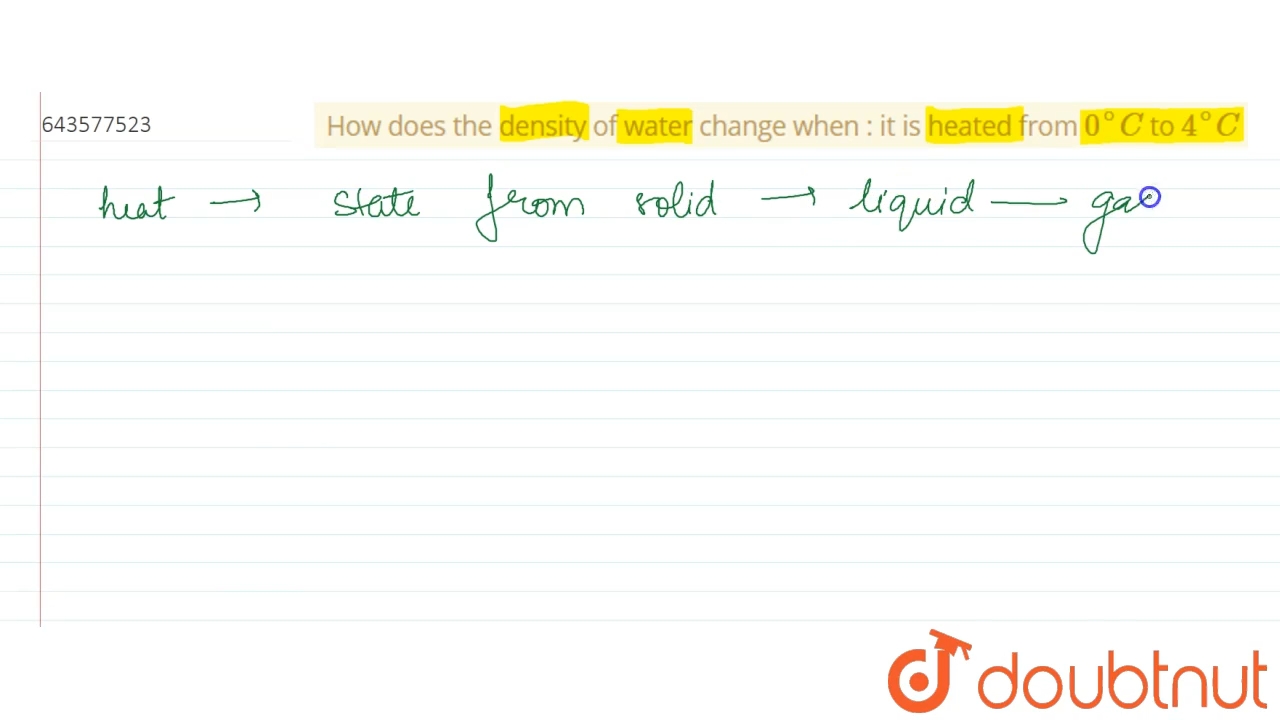 643577523
How does the density of water change when : it is heated from 0°C to 4°C
heat → state from solid → liquid → gas
doubtnut